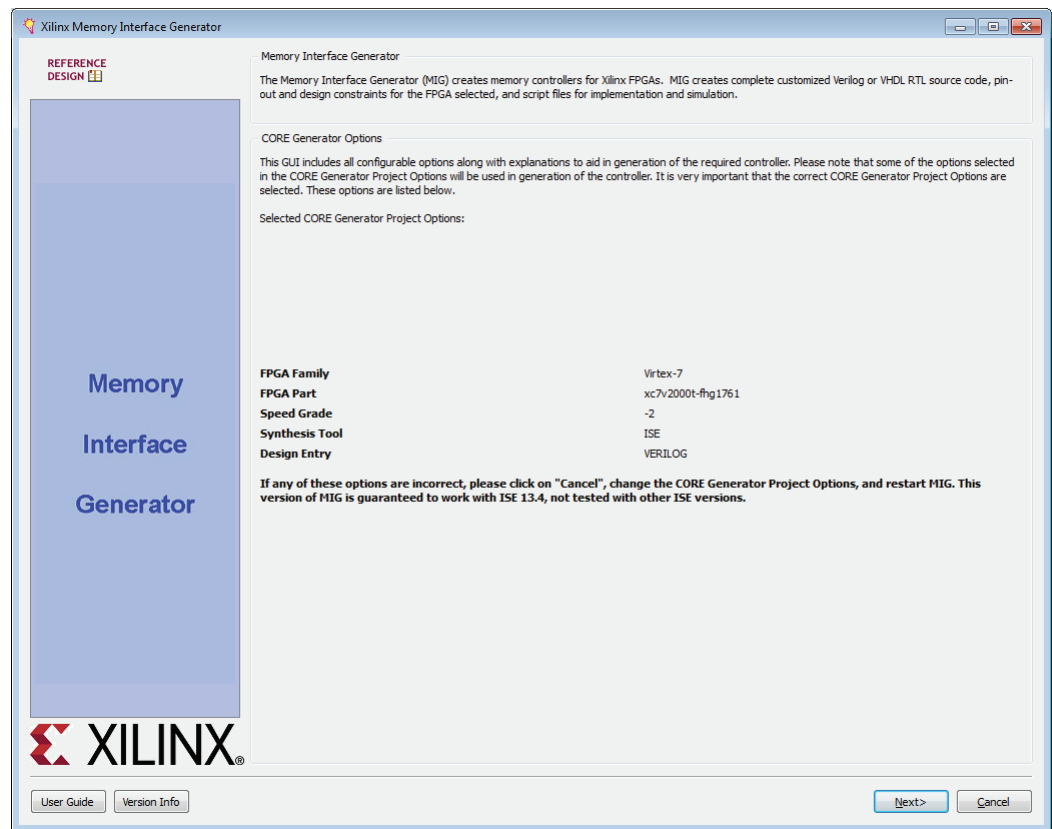 Xilinx Memory Interface Generator
REFERENCE
DESIGN
Memory
Interface
Generator
XILINX®
Memory Interface Generator
The Memory Interface Generator (MIG) creates memory controllers for Xilinx FPGAs. MIG creates complete customized Verilog or VHDL RTL source code, pin-
out and design constraints for the FPGA selected, and script files for implementation and simulation.
CORE Generator Options
This GUI includes all configurable options along with explanations to aid in generation of the required controller. Please note that some of the options selected
in the CORE Generator Project Options will be used in generation of the controller. It is very important that the correct CORE Generator Project Options are
selected. These options are listed below.
Selected CORE Generator Project Options:
FPGA Family Virtex-7
FPGA Part xc7v2000t-fhg1761
Speed Grade -2
Synthesis Tool ISE
Design Entry VERILOG
If any of these options are incorrect, please click on "Cancel", change the CORE Generator Project Options, and restart MIG. This
version of MIG is guaranteed to work with ISE 13.4, not tested with other ISE versions.
User Guide Version Info Next> Cancel